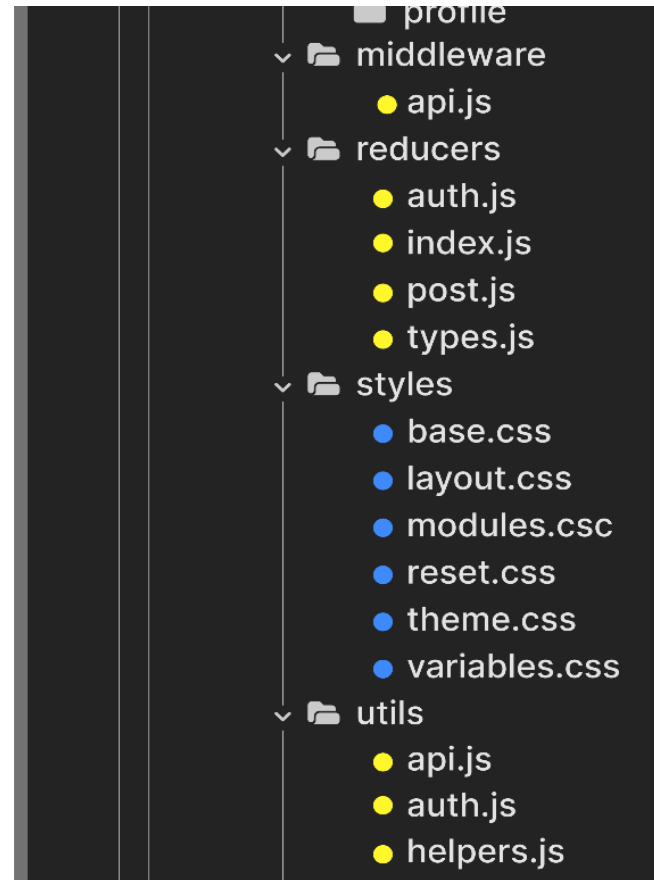 profile
middleware
api.js
reducers
auth.js
index.js
post.js
types.js
styles
base.css
layout.css
modules.csc
reset.css
theme.css
variables.css
utils
api.js
auth.js
helpers.js